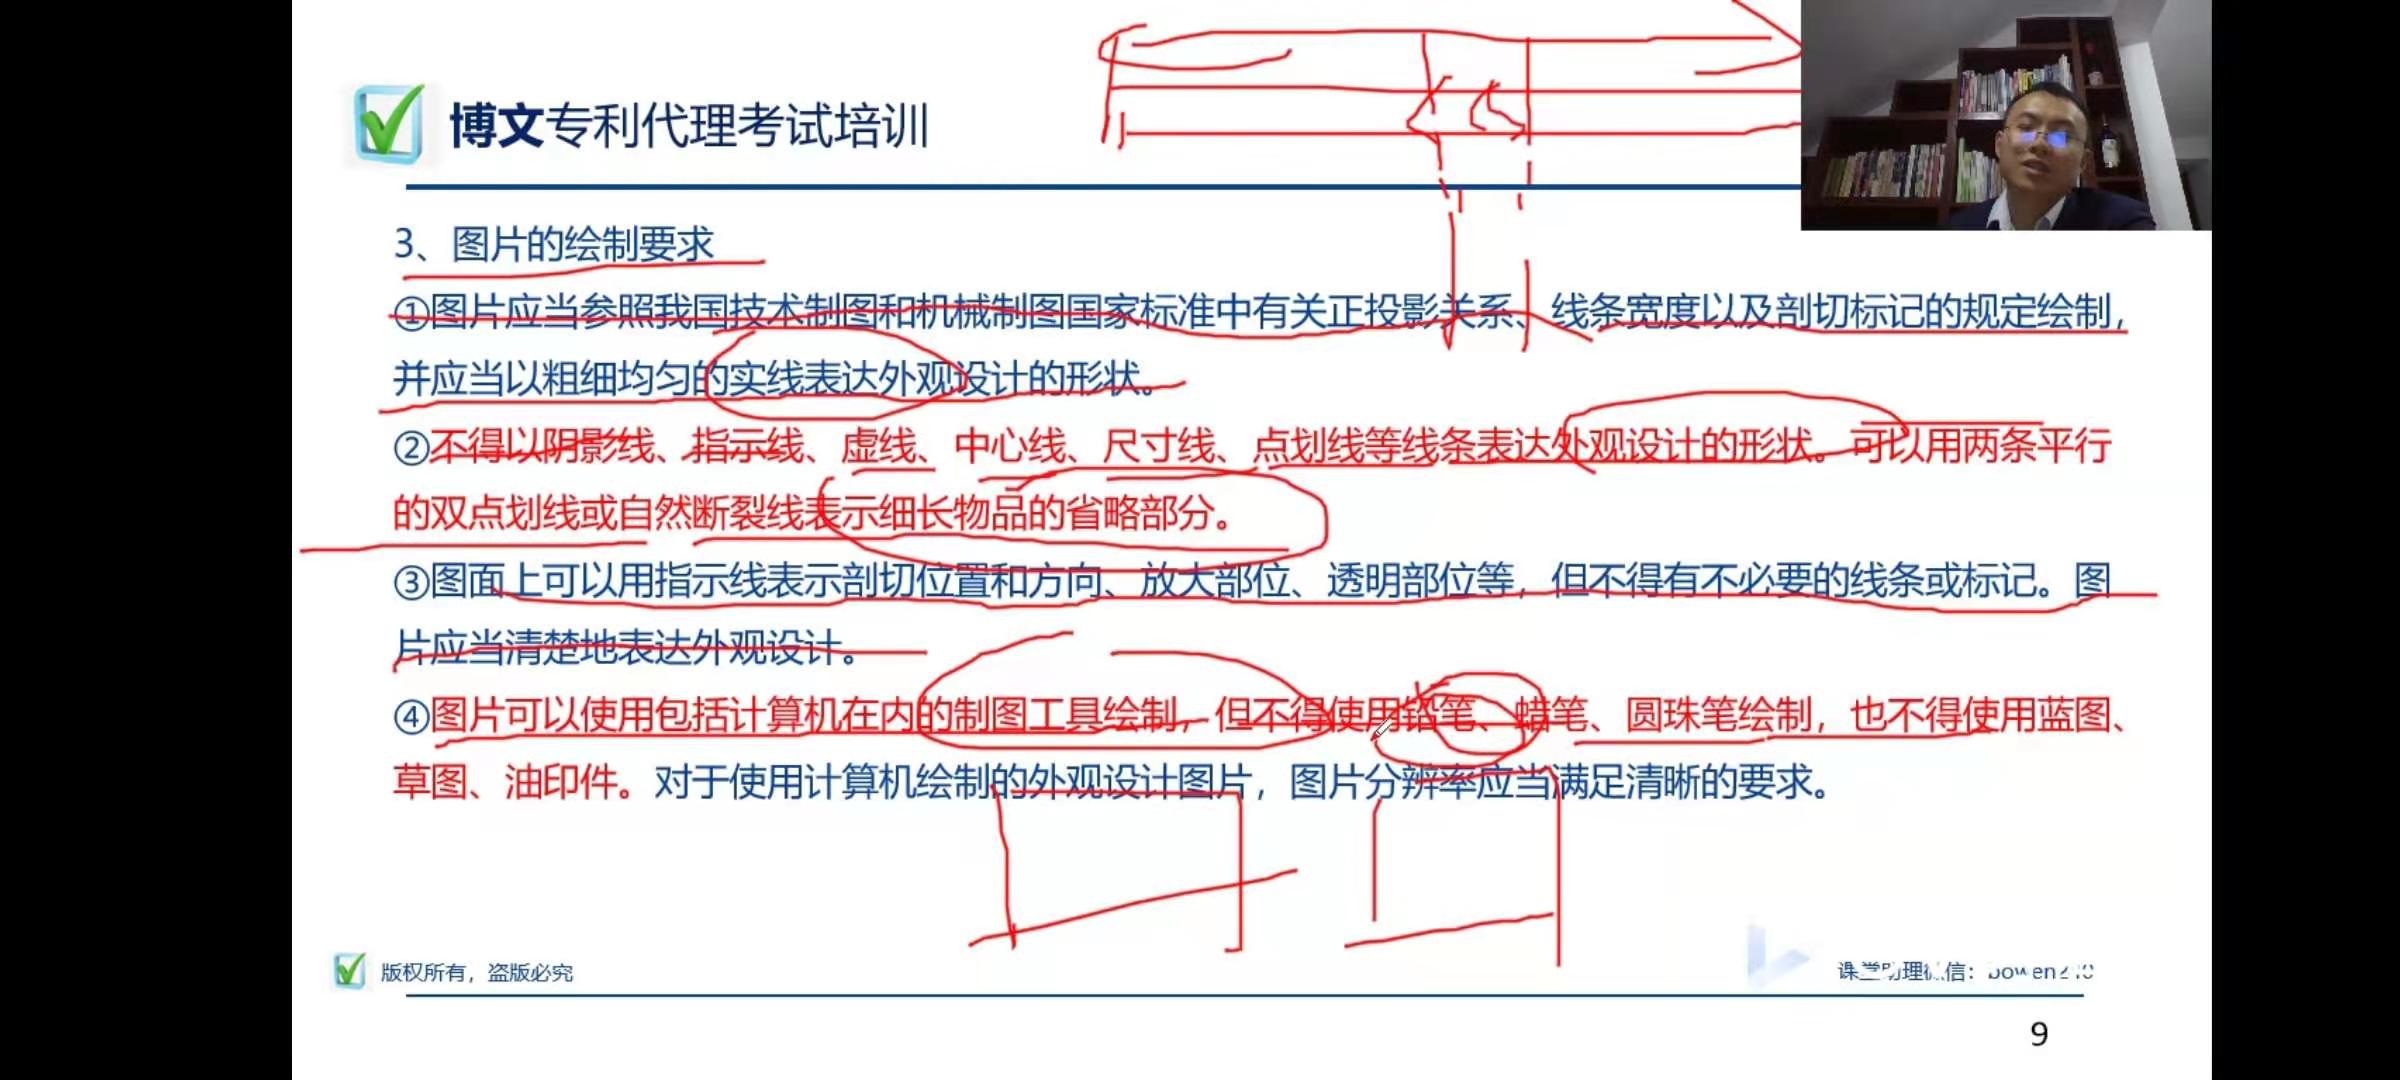 博文专利代理考试培训
3、图片的绘制要求
①图片应当参照我国技术制图和机械制图国家标准中有关正投影关系、线条宽度以及剖切标记的规定绘制，
并应当以粗细均匀的实线表达外观设计的形状。
②不得以阴影线、指示线、虚线、中心线、尺寸线、点划线等线条表达外观设计的形状。可以用两条平行
的双点划线或自然断裂线表示细长物品的省略部分。
③图面上可以用指示线表示剖切位置和方向、放大部位、透明部位等，但不得有不必要的线条或标记。图
片应当清楚地表达外观设计。
④图片可以使用包括计算机在内的制图工具绘制，但不得使用铅笔、蜡笔、圆珠笔绘制，也不得使用蓝图、
草图、油印件。对于使用计算机绘制的外观设计图片，图片分辨率应当满足清晰的要求。
版权所有，盗版必究
课堂助理微信：
9